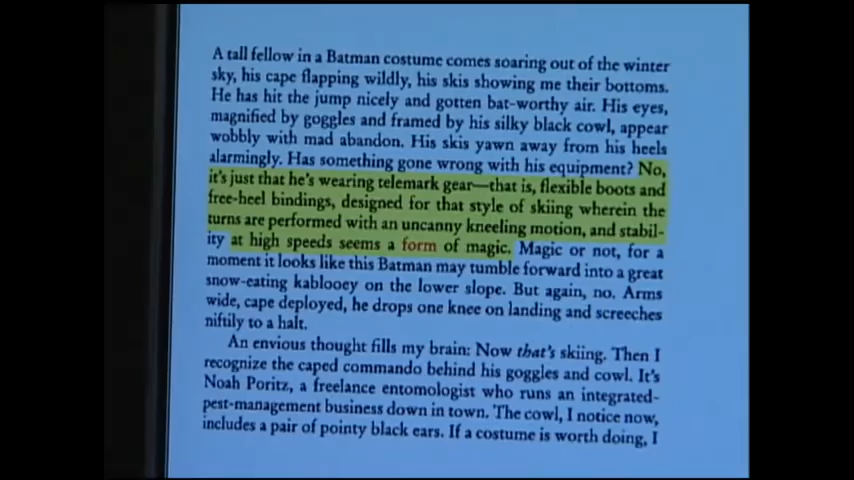 A tall fellow in a Batman costume comes soaring out of the winter
sky, his cape flapping wildly, his skis showing me their bottoms.
He has hit the jump nicely and gotten bat-worthy air. His eyes,
magnified by goggles and framed by his silky black cowl, appear
wobbly with mad abandon. His skis yawn away from his heels
alarmingly. Has something gone wrong with his equipment? No,
it's just that he's wearing telemark gear—that is, flexible boots and
free-heel bindings, designed for that style of skiing wherein the
turns are performed with an uncanny kneeling motion, and stabil-
ity at high speeds seems a form of magic. Magic or not, for a
moment it looks like this Batman may tumble forward into a great
snow-eating kablooey on the lower slope. But again, no. Arms
wide, cape deployed, he drops one knee on landing and screeches
niftily to a halt.
An envious thought fills my brain: Now that's skiing. Then I
recognize the caped commando behind his goggles and cowl. It's
Noah Poritz, a freelance entomologist who runs an integrated-
pest-management business down in town. The cowl, I notice now,
includes a pair of pointy black ears. If a costume is worth doing, I